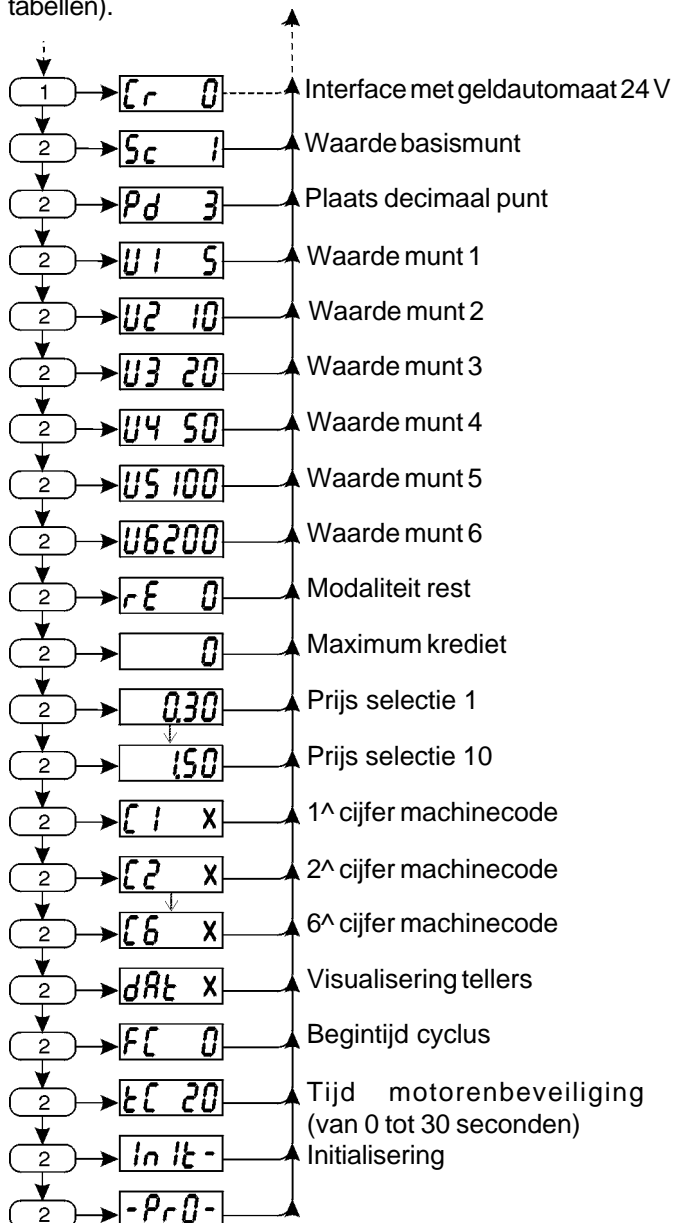 tabellen).
1 Cr 0 Interface met geldautomaat 24 V
2 Sc 1 Waarde basismunt
2 Pd 3 Plaats decimaal punt
2 U1 5 Waarde munt 1
2 U2 10 Waarde munt 2
2 U3 20 Waarde munt 3
2 U4 50 Waarde munt 4
2 U5 100 Waarde munt 5
2 U6 200 Waarde munt 6
2 rE 0 Modaliteit rest
2 0 Maximum krediet
2 0.30 Prijs selectie 1
2 1.50 Prijs selectie 10
2 C1 X 1^ cijfer machinecode
2 C2 X 2^ cijfer machinecode
2 C6 X 6^ cijfer machinecode
2 dAt X Visualisering tellers
2 FC 0 Begintijd cyclus
2 tC 20 Tijd motorenbeveiliging
(van 0 tot 30 seconden)
2 InIt- Initialisering
2 -Pr0-